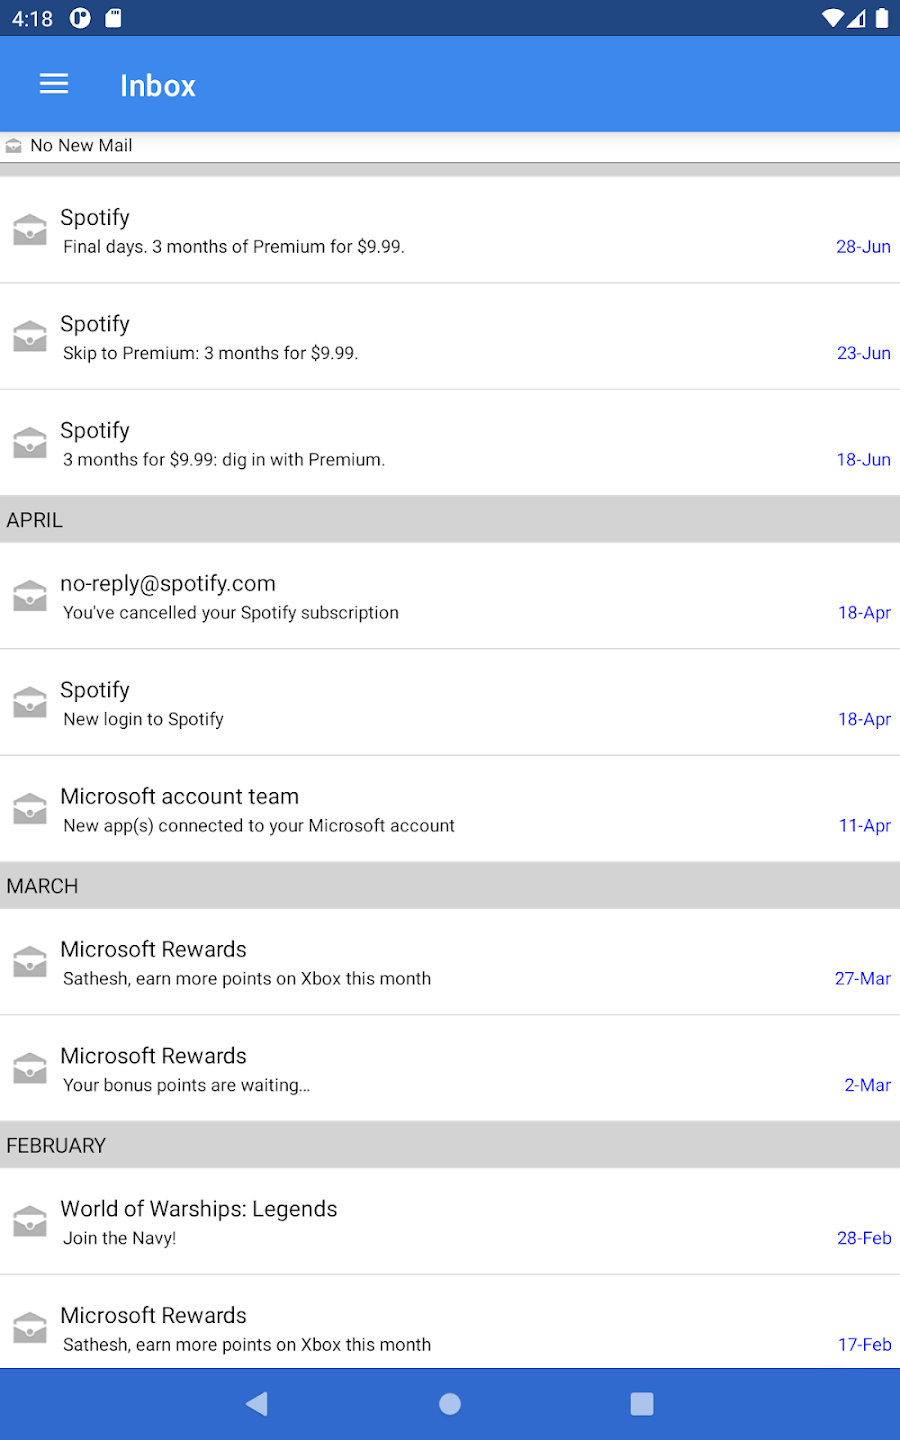 4:18
Inbox
No New Mail
Spotify
Final days. 3 months of Premium for $9.99.
28-Jun
Spotify
Skip to Premium: 3 months for $9.99.
23-Jun
Spotify
3 months for $9.99: dig in with Premium.
18-Jun
APRIL
no-reply@spotify.com
You've cancelled your Spotify subscription
18-Apr
Spotify
New login to Spotify
18-Apr
Microsoft account team
New app(s) connected to your Microsoft account
11-Apr
MARCH
Microsoft Rewards
Sathesh, earn more points on Xbox this month
27-Mar
Microsoft Rewards
Your bonus points are waiting...
2-Mar
FEBRUARY
World of Warships: Legends
Join the Navy!
28-Feb
Microsoft Rewards
Sathesh, earn more points on Xbox this month
17-Feb